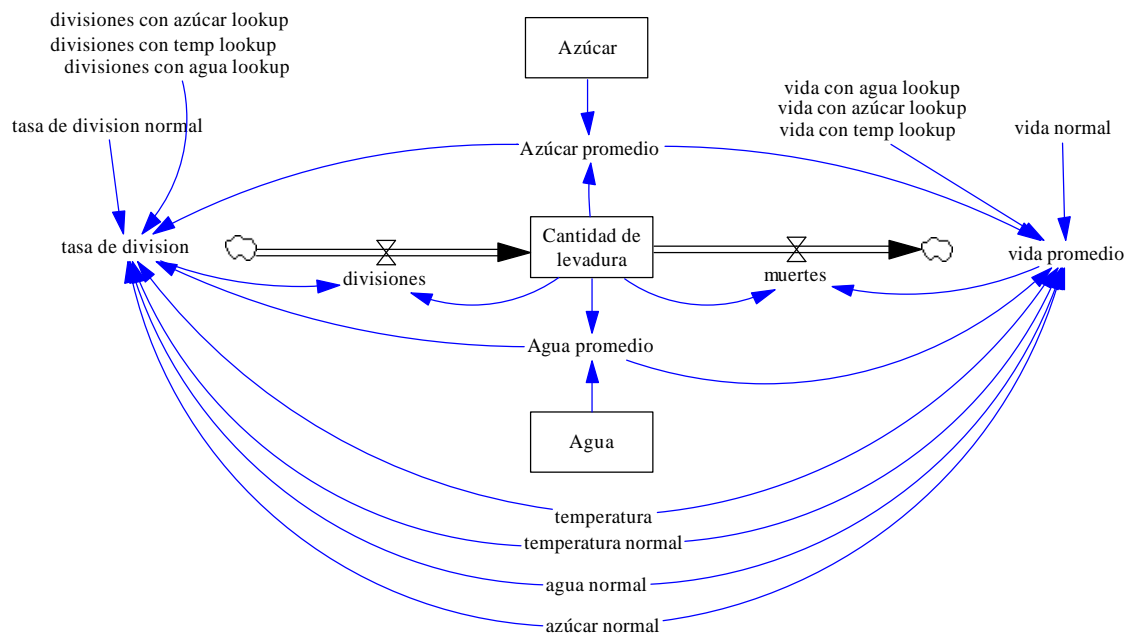 divisiones con azúcar lookup
divisiones con temp lookup
divisiones con agua lookup
tasa de division normal
Azúcar
vida con agua lookup
vida con azúcar lookup
vida con temp lookup
vida normal
Azúcar promedio
tasa de division
divisiones
Cantidad de
levadura
muertes
vida promedio
Agua promedio
Agua
temperatura
temperatura normal
agua normal
azúcar normal